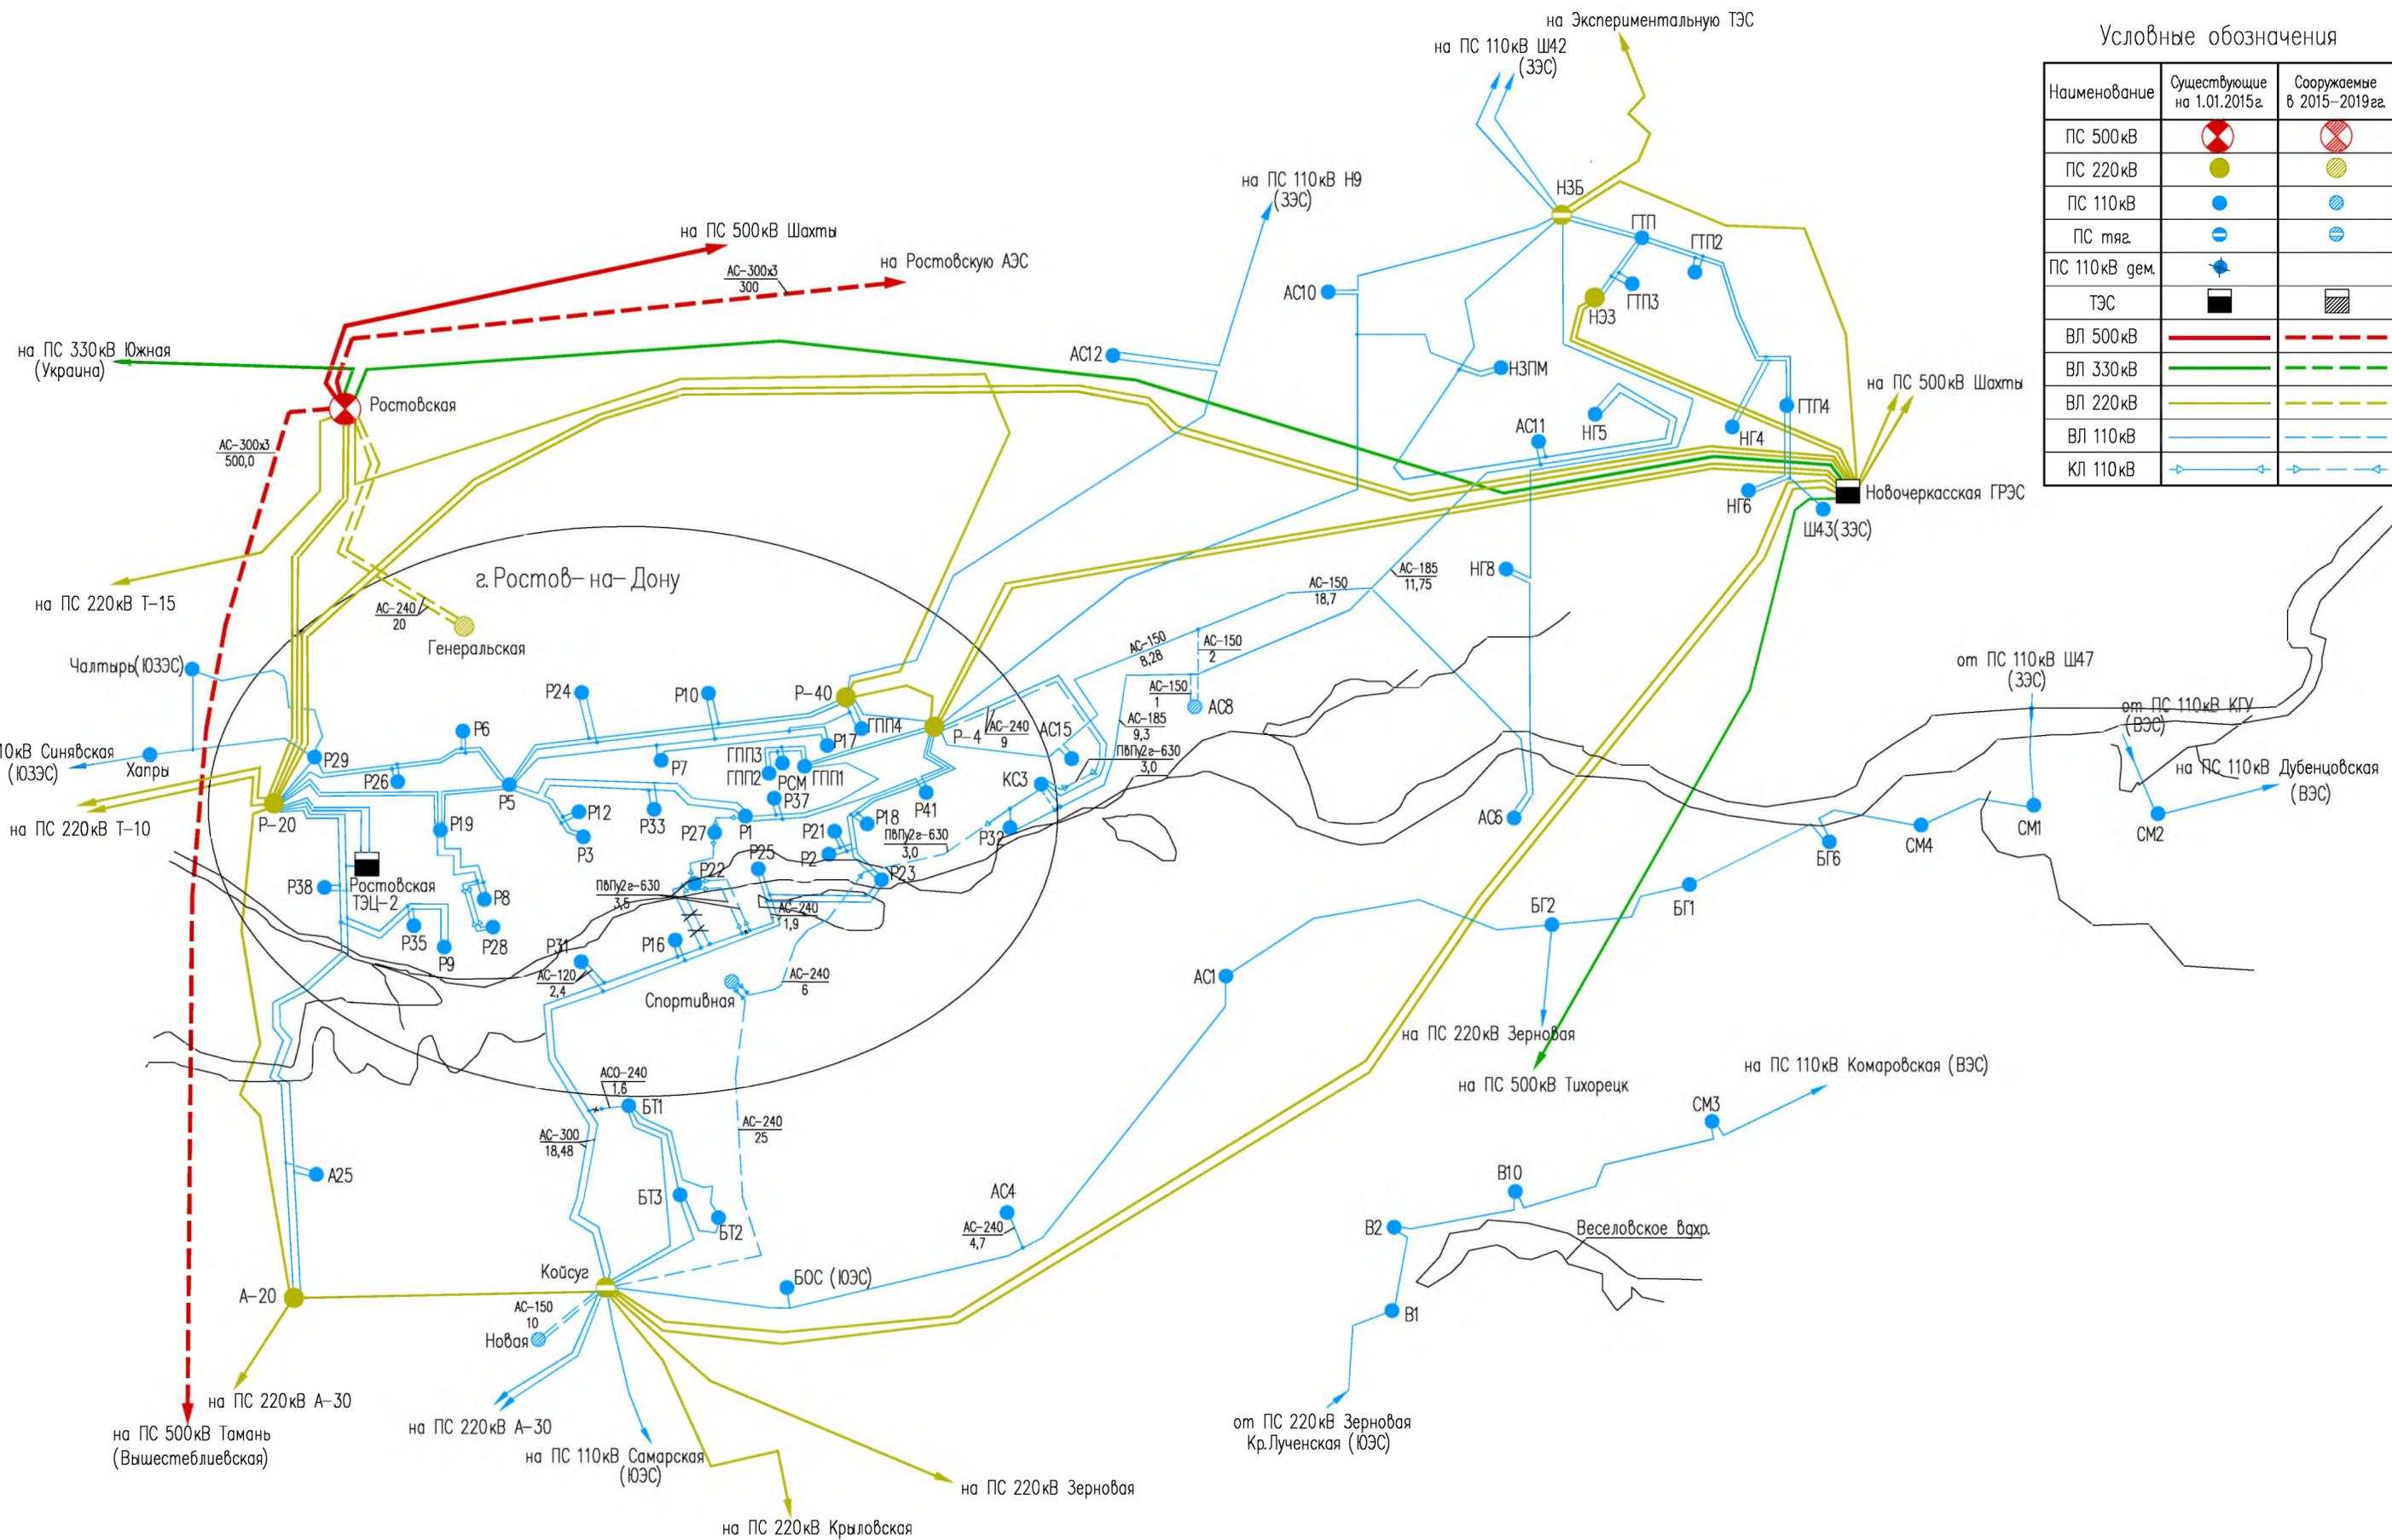 на Экспериментальную ТЭС
на ПС 110кВ Ш42
(ЗЭС)
Условные обозначения
Наименование
Существующие
на 1.01.2015г.
Сооружаемые
в 2015-2019гг.
ПС 500кВ
ПС 220кВ
ПС 110кВ
ПС тяг.
ПС 110кВ дем.
ТЭС
ВЛ 500кВ
ВЛ 330кВ
ВЛ 220кВ
ВЛ 110кВ
КЛ 110кВ
на ПС 110кВ Н9
(ЗЭС)
НЗБ
ГТП
ГТП2
ГТП3
НЭЗ
на ПС 500кВ Шахты
на Ростовскую АЭС
АС-300х3
300
АС10
АС12
на ПС 330кВ Южная
(Украина)
НЗПМ
на ПС 500кВ Шахты
Ростовская
АС-300х3
500,0
АС11
НГ5
НГ4
ГТП4
НГ6
Новочеркасская ГРЭС
Ш43(ЗЭС)
г.Ростов-на-Дону
на ПС 220кВ Т-15
АС-240
20
Генеральская
НГ8
АС-185
11,75
АС-150
18,7
АС-150
8,28
АС-150
2
АС-150
1
АС8
АС-185
9,3
ПвПу2г-630
3,0
Чалтырь(ЮЗЭС)
Р24
Р10
Р-40
ГПП4
Р-4
АС-240
9
АС15
КС3
от ПС 110кВ Ш47
(ЗЭС)
от ПС 110кВ КГУ
(ВЭС)
на ПС 110кВ Дубенцовская
(ВЭС)
10кВ Синявская
(ЮЗЭС)
Хапры
Р29
Р6
Р26
Р5
Р7
Р17
ГПП3
ГПП2
РСМ
ГПП1
Р37
Р41
на ПС 220кВ Т-10
Р-20
Р19
Р12
Р3
Р33
Р27
Р1
Р21
Р18
Р2
ПвПу2г-630
3,0
Р32
АС6
БГ6
СМ4
СМ1
СМ2
Р38
Ростовская
ТЭЦ-2
Р8
Р25
Р22
Р23
ПвПу2г-630
3,5
АС-240
1,9
Р35
Р9
Р28
Р31
Р16
АС-120
2,4
Спортивная
АС-240
6
АС1
БГ2
БГ1
на ПС 220кВ Зерновая
на ПС 500кВ Тихорецк
АСО-240
1,6
БТ1
АС-300
18,48
АС-240
25
на ПС 110кВ Комаровская (ВЭС)
СМ3
А25
БТ3
БТ2
АС4
АС-240
4,7
В10
В2
Веселовское вдхр.
В1
Койсуг
БОС (ЮЭС)
А-20
АС-150
10
Новая
на ПС 220кВ А-30
на ПС 500кВ Тамань
(Вышестеблиевская)
на ПС 220кВ А-30
на ПС 110кВ Самарская
(ЮЭС)
от ПС 220кВ Зерновая
Кр.Лученская (ЮЭС)
на ПС 220кВ Зерновая
на ПС 220кВ Крыловская